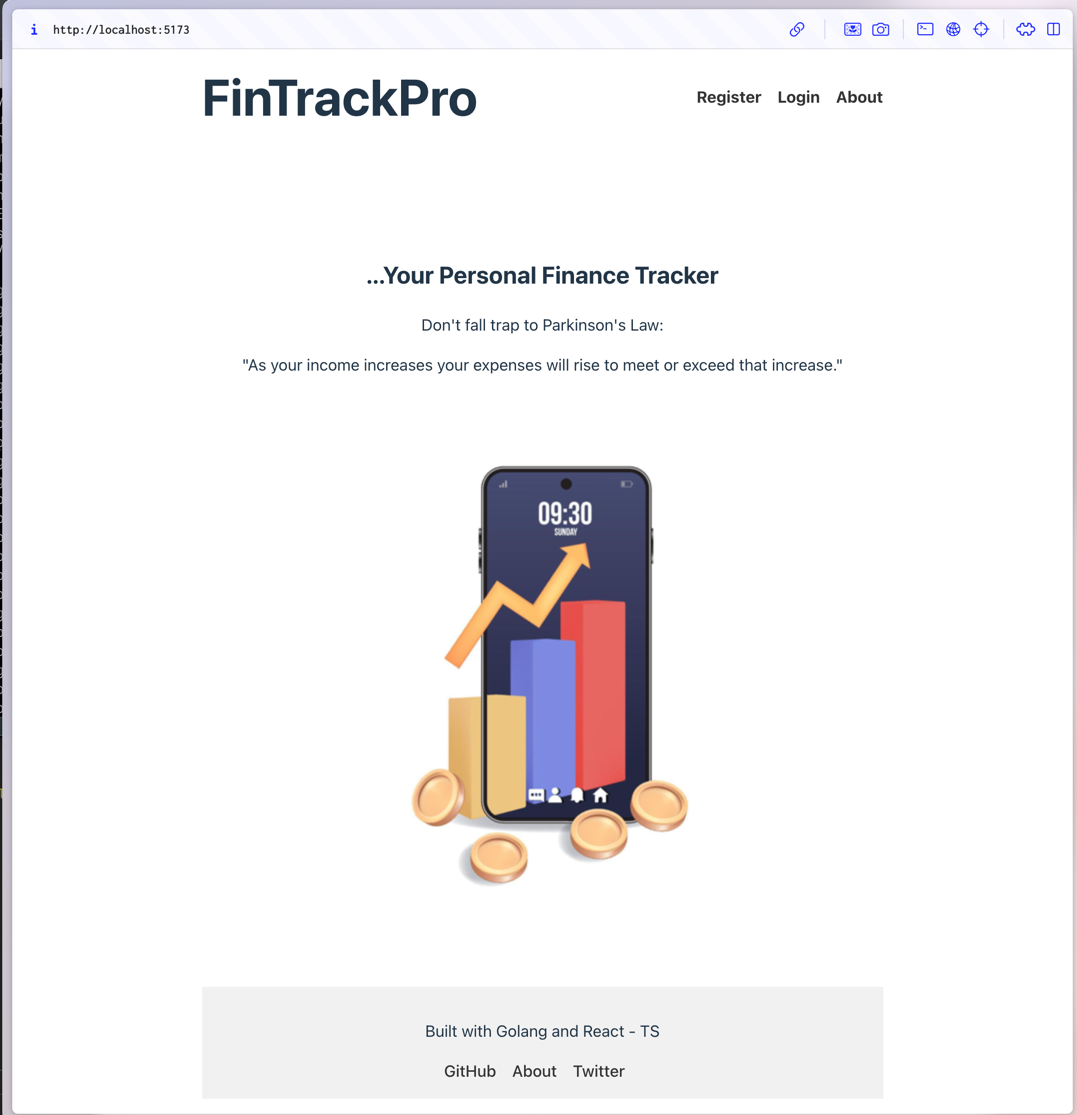 http://localhost:5173
FinTrackPro
Register Login About
...Your Personal Finance Tracker
Don't fall trap to Parkinson's Law:
"As your income increases your expenses will rise to meet or exceed that increase."
09:30
SUNDAY
Built with Golang and React - TS
GitHub About Twitter